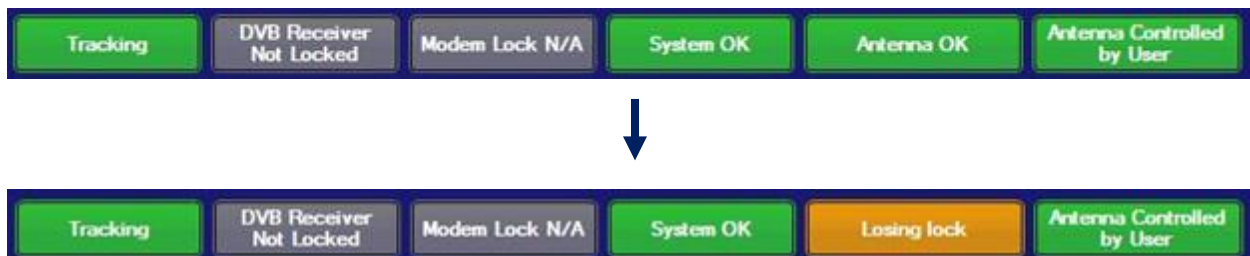 Tracking
DVB Receiver
Not Locked
Modem Lock N/A
System OK
Antenna OK
Antenna Controlled
by User
Tracking
DVB Receiver
Not Locked
Modem Lock N/A
System OK
Losing lock
Antenna Controlled
by User